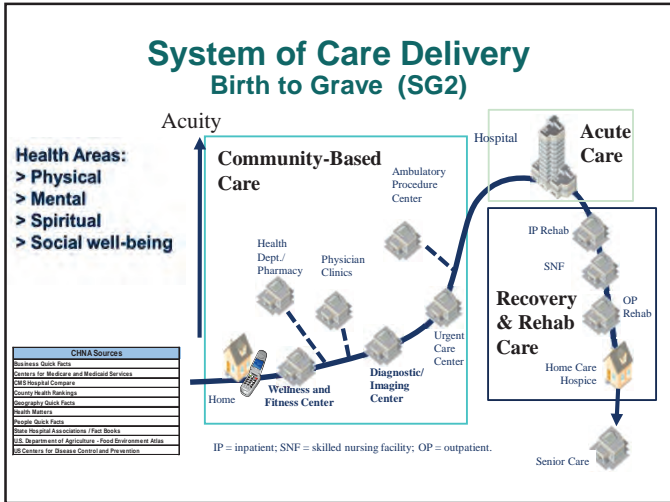 System of Care Delivery
Birth to Grave (SG2)
Acuity
Health Areas:
> Physical
> Mental
> Spiritual
> Social well-being
Community-Based
Care
Ambulatory
Procedure
Center
Health
Dept./
Pharmacy
Physician
Clinics
Home
Wellness and
Fitness Center
Diagnostic/
Imaging
Center
Urgent
Care
Center
Hospital
Acute
Care
IP Rehab
SNF
OP
Rehab
Recovery
& Rehab
Care
Home Care
Hospice
Senior Care
CHNA Sources
Business Quick Facts
Centers for Medicare and Medicaid Services
CMS Hospital Compare
County Health Rankings
Geography Quick Facts
Health Matters
People Quick Facts
State Hospital Associations / Fact Books
U.S. Department of Agriculture - Food Environment Atlas
US Centers for Disease Control and Prevention
IP = inpatient; SNF = skilled nursing facility; OP = outpatient.